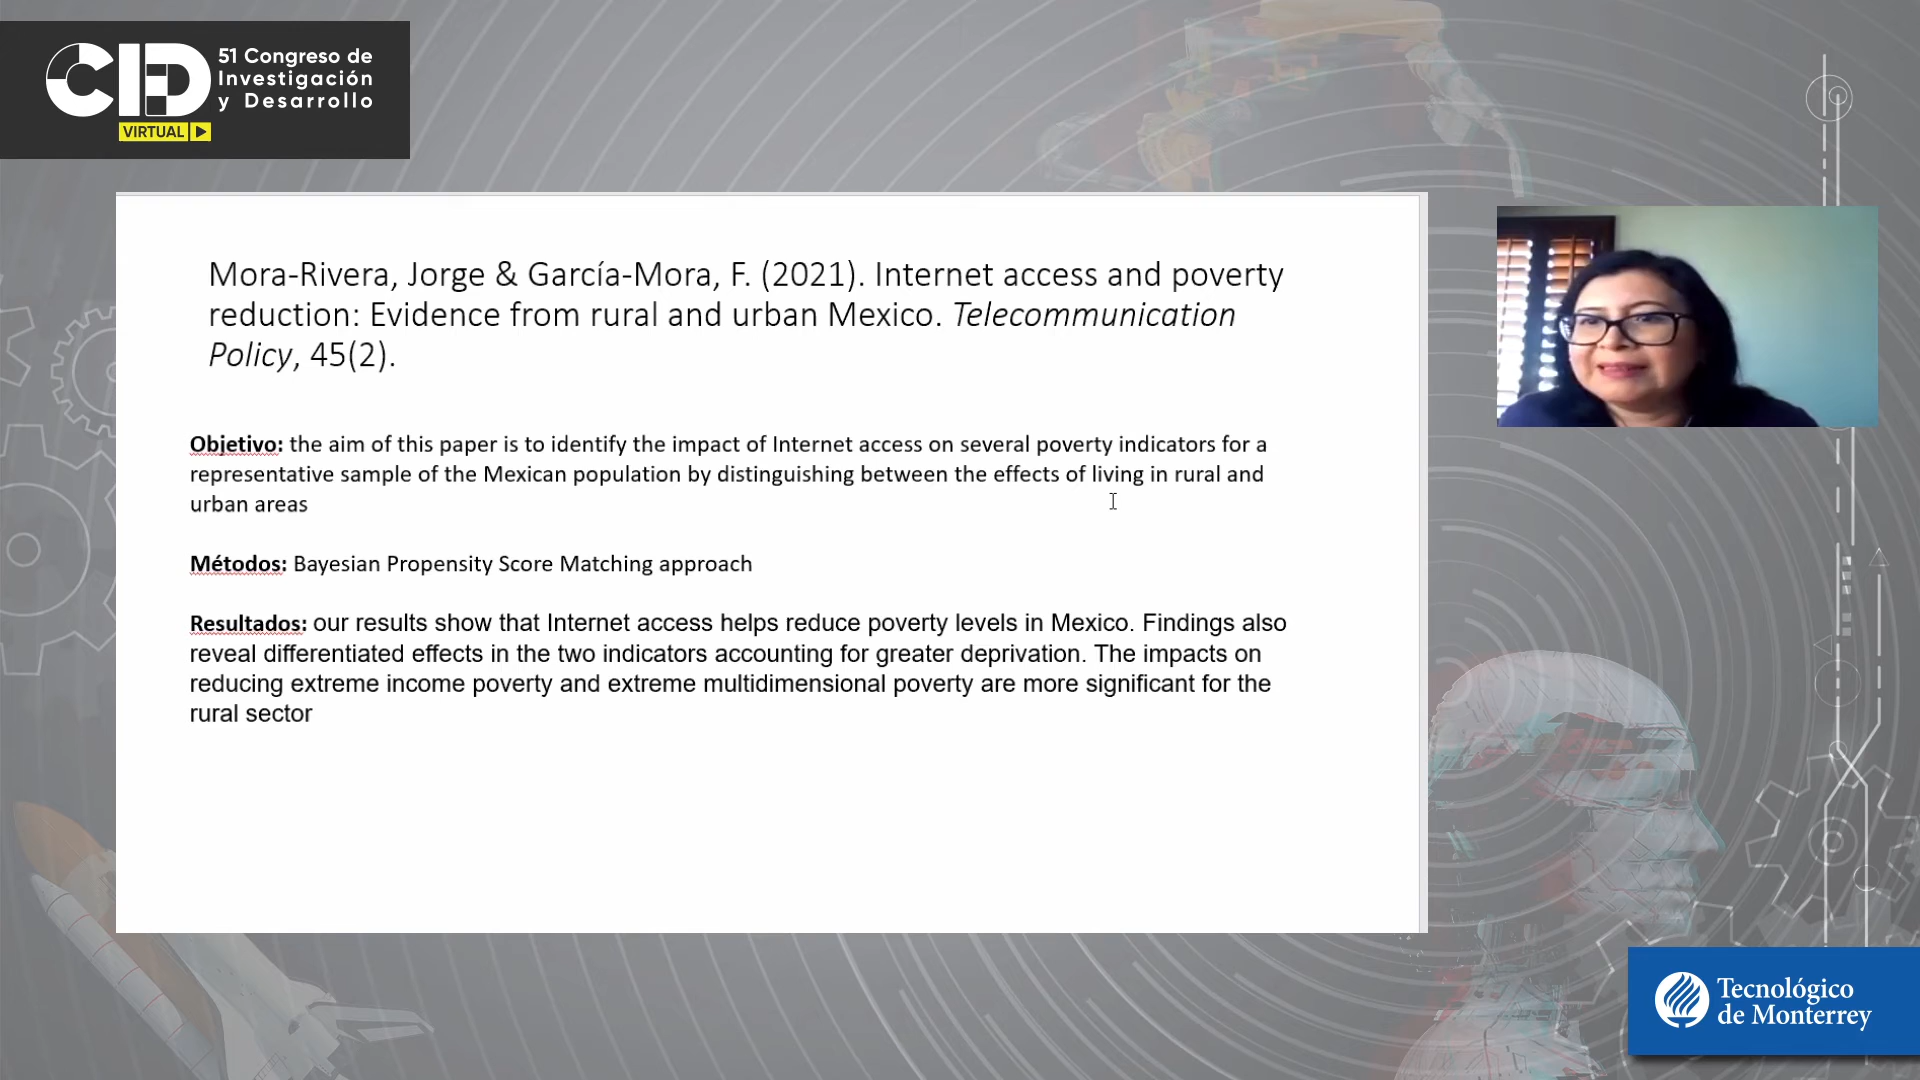 CID
51 Congreso de
Investigación
y Desarrollo
VIRTUAL
Mora-Rivera, Jorge & García-Mora, F. (2021). Internet access and poverty
reduction: Evidence from rural and urban Mexico. Telecommunication
Policy, 45(2).
Objetivo: the aim of this paper is to identify the impact of Internet access on several poverty indicators for a
representative sample of the Mexican population by distinguishing between the effects of living in rural and
urban areas
Métodos: Bayesian Propensity Score Matching approach
Resultados: our results show that Internet access helps reduce poverty levels in Mexico. Findings also
reveal differentiated effects in the two indicators accounting for greater deprivation. The impacts on
reducing extreme income poverty and extreme multidimensional poverty are more significant for the
rural sector
Tecnológico
de Monterrey